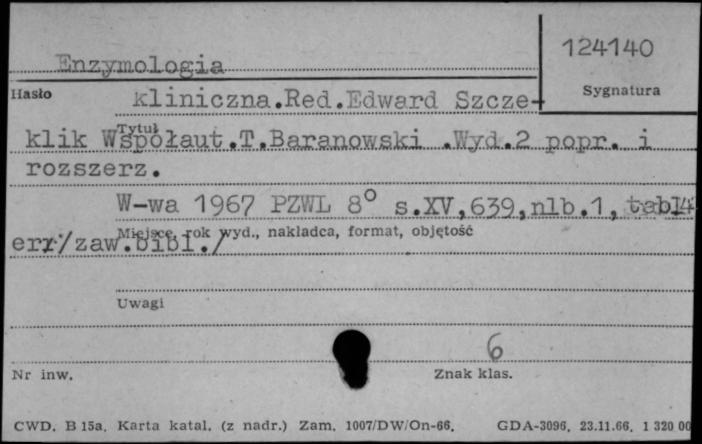 124140
Enzymologia
Hasło
Sygnatura
kliniczna.Red.Edward Szcze-
Tytuł
klik Współaut.T.Baranowski .Wyd.2 popr. i
rozszerz.
W-wa 1967 PZWL 8° s.XV,639,nlb.1, tabl4
Miejsce, rok wyd., nakładca, format, objętość
err/zaw.bibl./
Uwagi
6
Nr inw.
Znak klas.
CWD. B 15a. Karta katal. (z nadr.) Zam. 1007/DW/On-66. GDA-3096. 23.11.66. 1 320 00